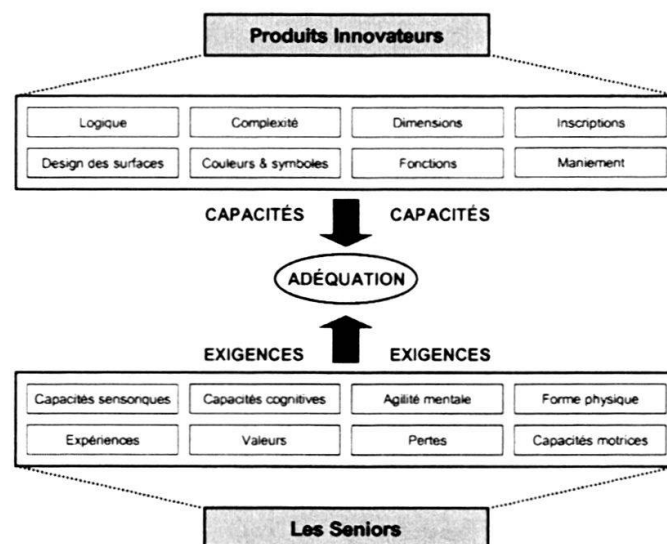 Produits Innovateurs
Logique Complexité Dimensions Inscriptions
Design des surfaces Couleurs & symboles Fonctions Maniement
CAPACITÉS CAPACITÉS
ADÉQUATION
EXIGENCES EXIGENCES
Capacités sensoriques Capacités cognitives Agilité mentale Forme physique
Expériences Valeurs Pertes Capacités motrices
Les Seniors